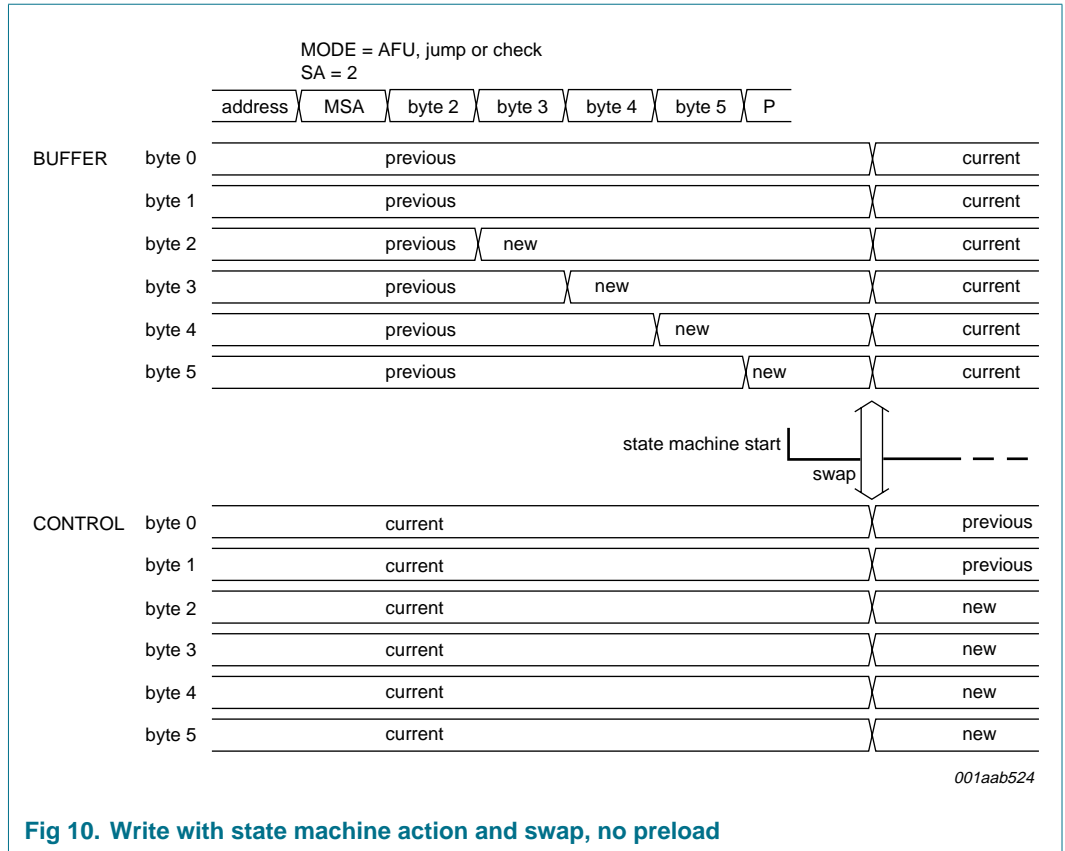 MODE = AFU, jump or check
SA = 2
address MSA byte 2 byte 3 byte 4 byte 5 P
BUFFER byte 0 previous current
byte 1 previous current
byte 2 previous new current
byte 3 previous new current
byte 4 previous new current
byte 5 previous new current
state machine start
swap
CONTROL byte 0 current previous
byte 1 current previous
byte 2 current new
byte 3 current new
byte 4 current new
byte 5 current new
001aab524
Fig 10. Write with state machine action and swap, no preload